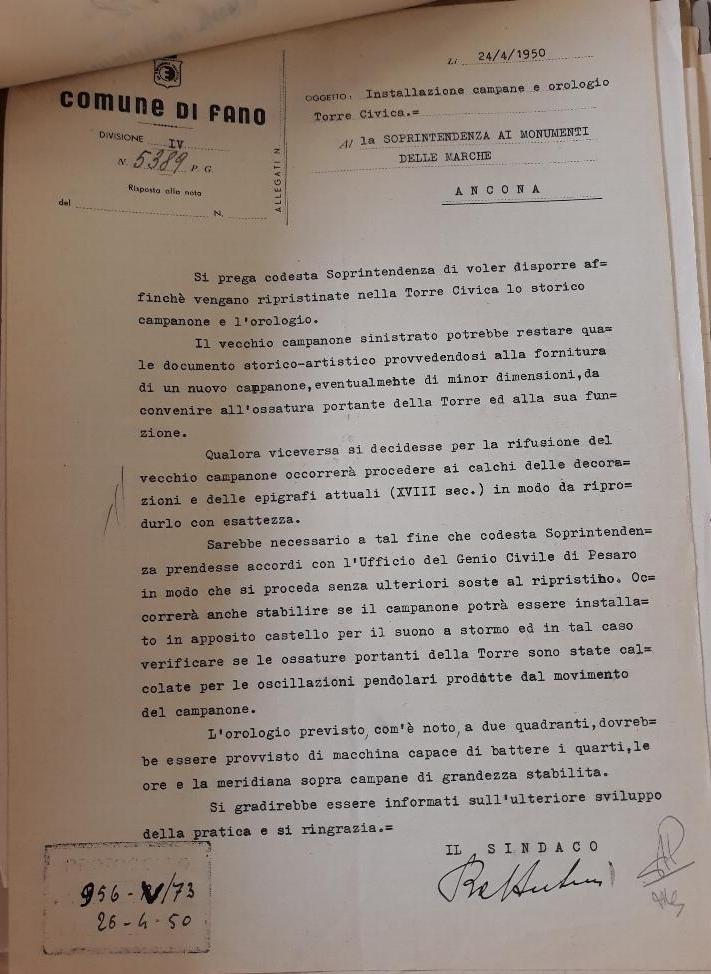 Li 24/4/1950
COMUNE DI FANO
OGGETTO: Installazione campane e orologio
Torre Civica.=
DIVISIONE IV
N. 5389 P. G.
Al la SOPRINTENDENZA AI MONUMENTI
DELLE MARCHE
Risposta alla nota
del N.
ALLEGATI N.
ANCONA
Si prega codesta Soprintendenza di voler disporre af=
finchè vengano ripristinate nella Torre Civica lo storico
campanone e l'orologio.
Il vecchio campanone sinistrato potrebbe restare qua=
le documento storico-artistico provvedendosi alla fornitura
di un nuovo campanone,eventualmente di minor dimensioni,da
convenire all'ossatura portante della Torre ed alla sua fun=
zione.
Qualora viceversa si decidesse per la rifusione del
vecchio campanone occorrerà procedere ai calchi delle decora=
zioni e delle epigrafi attuali (XVIII sec.) in modo da ripro=
durlo con esattezza.
Sarebbe necessario a tal fine che codesta Soprintenden=
za prendesse accordi con l'Ufficio del Genio Civile di Pesaro
in modo che si proceda senza ulteriori soste al ripristino. Oc=
correrà anche stabilire se il campanone potrà essere installa=
to in apposito castello per il suono a stormo ed in tal caso
verificare se le ossature portanti della Torre sono state cal=
colate per le oscillazioni pendolari prodotte dal movimento
del campanone.
L'orologio previsto, com'è noto, a due quadranti,dovreb=
be essere provvisto di macchina capace di battere i quarti,le
ore e la meridiana sopra campane di grandezza stabilita.
Si gradirebbe essere informati sull'ulteriore sviluppo
della pratica e si ringrazia.=
IL SINDACO
956-V/73
26-4-50